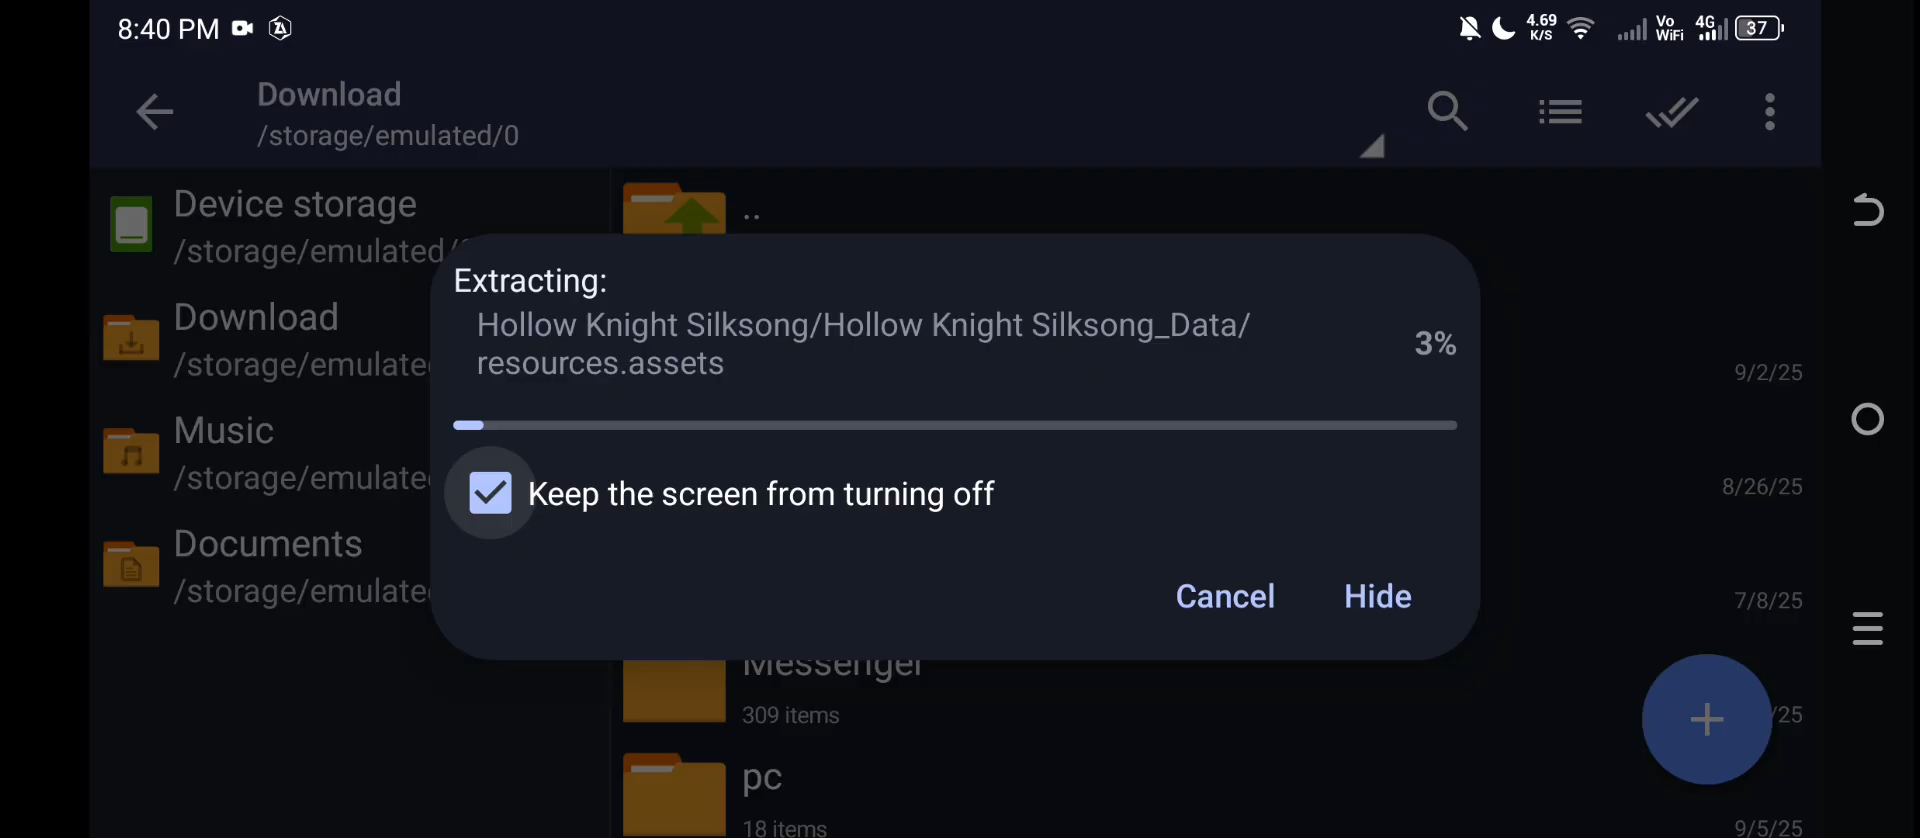 8:40 PM
4.69
K/S
Vo
WiFi
4G
37
Download
/storage/emulated/0
Device storage
/storage/emulated/
Download
/storage/emulate
Music
/storage/emulate
Documents
/storage/emulate
..
9/2/25
8/26/25
7/8/25
Extracting:
Hollow Knight Silksong/Hollow Knight Silksong_Data/
resources.assets
3%
Keep the screen from turning off
Cancel
Hide
Messenger
309 items
/25
pc
18 items
9/5/25